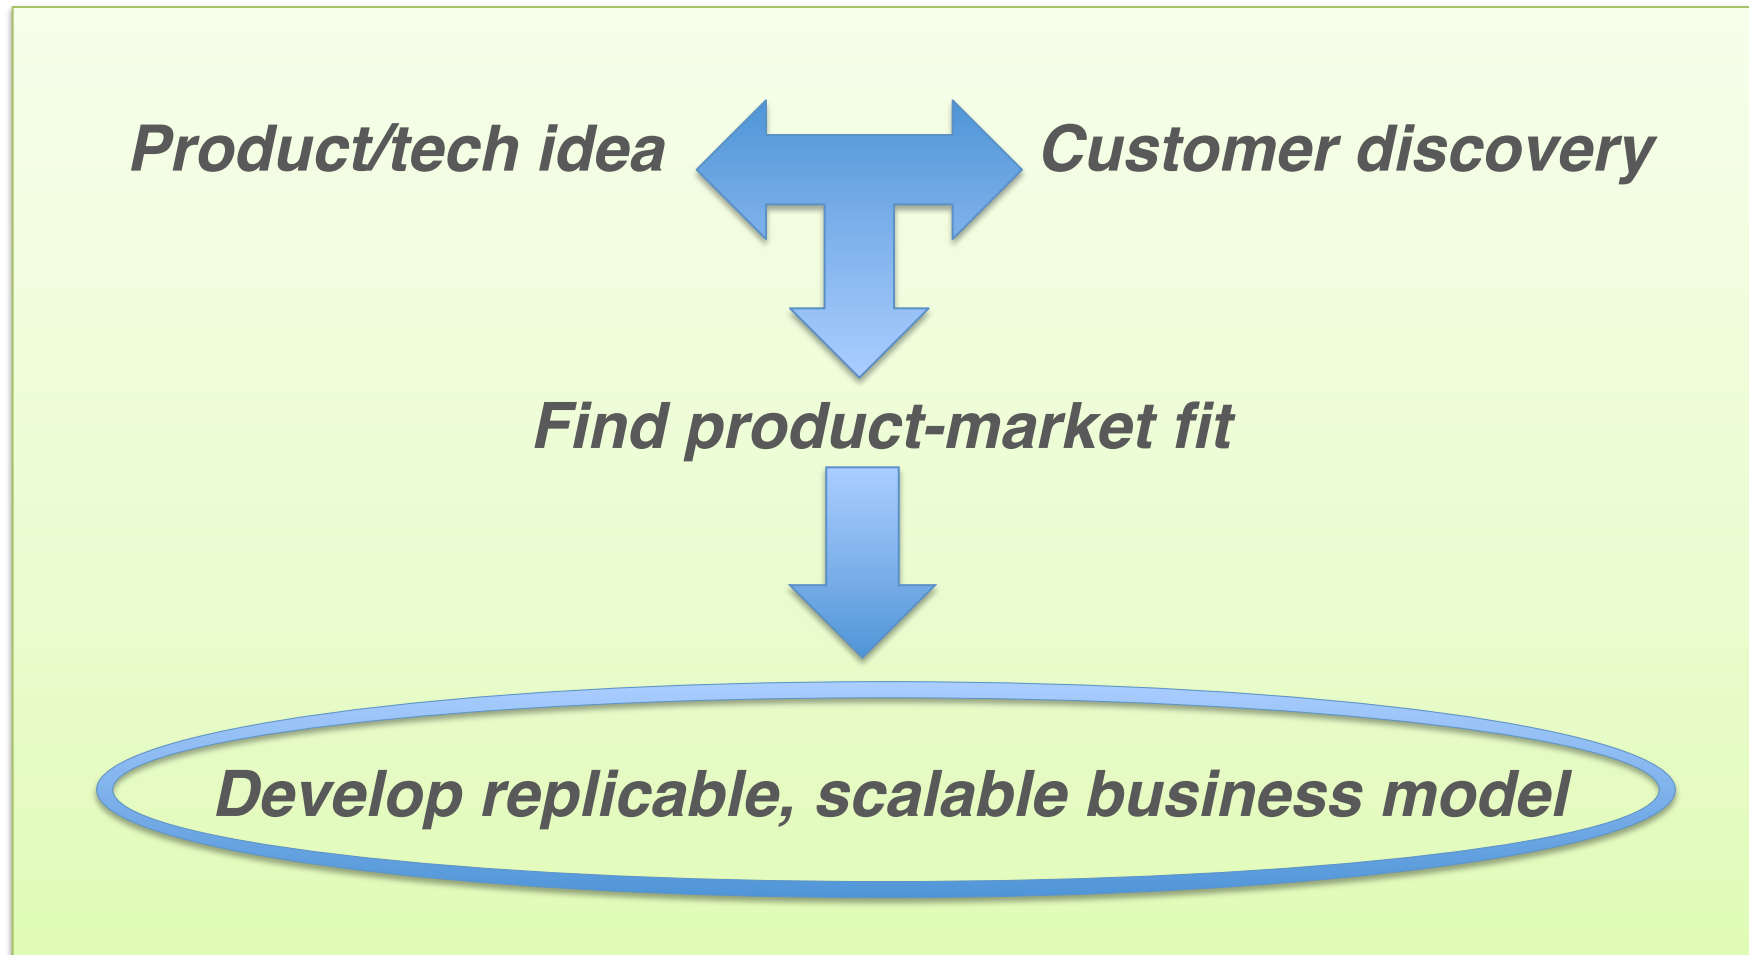 Product/tech idea
Customer discovery
Find product-market fit
Develop replicable, scalable business model